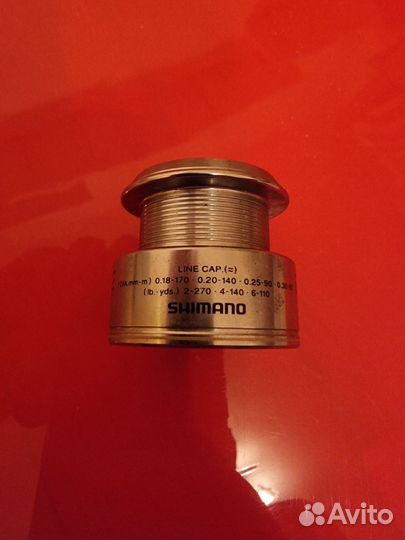 LINE CAP.(≈)
(DIA.mm-m) 0.18-170 · 0.20-140 · 0.25-90 · 0.30-
(lb.-yds.) 2-270 · 4-140 · 6-110
SHIMANO
Avito